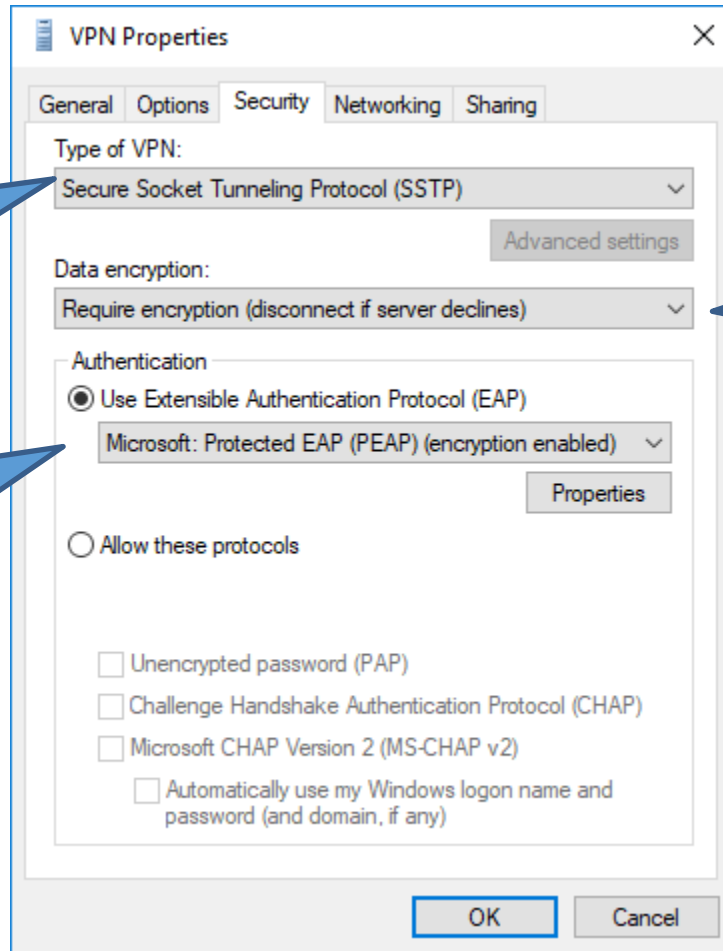 VPN Properties
General Options Security Networking Sharing
Type of VPN:
Secure Socket Tunneling Protocol (SSTP)
Advanced settings
Data encryption:
Require encryption (disconnect if server declines)
Authentication
Use Extensible Authentication Protocol (EAP)
Microsoft: Protected EAP (PEAP) (encryption enabled)
Properties
Allow these protocols
Unencrypted password (PAP)
Challenge Handshake Authentication Protocol (CHAP)
Microsoft CHAP Version 2 (MS-CHAP v2)
Automatically use my Windows logon name and
password (and domain, if any)
OK Cancel